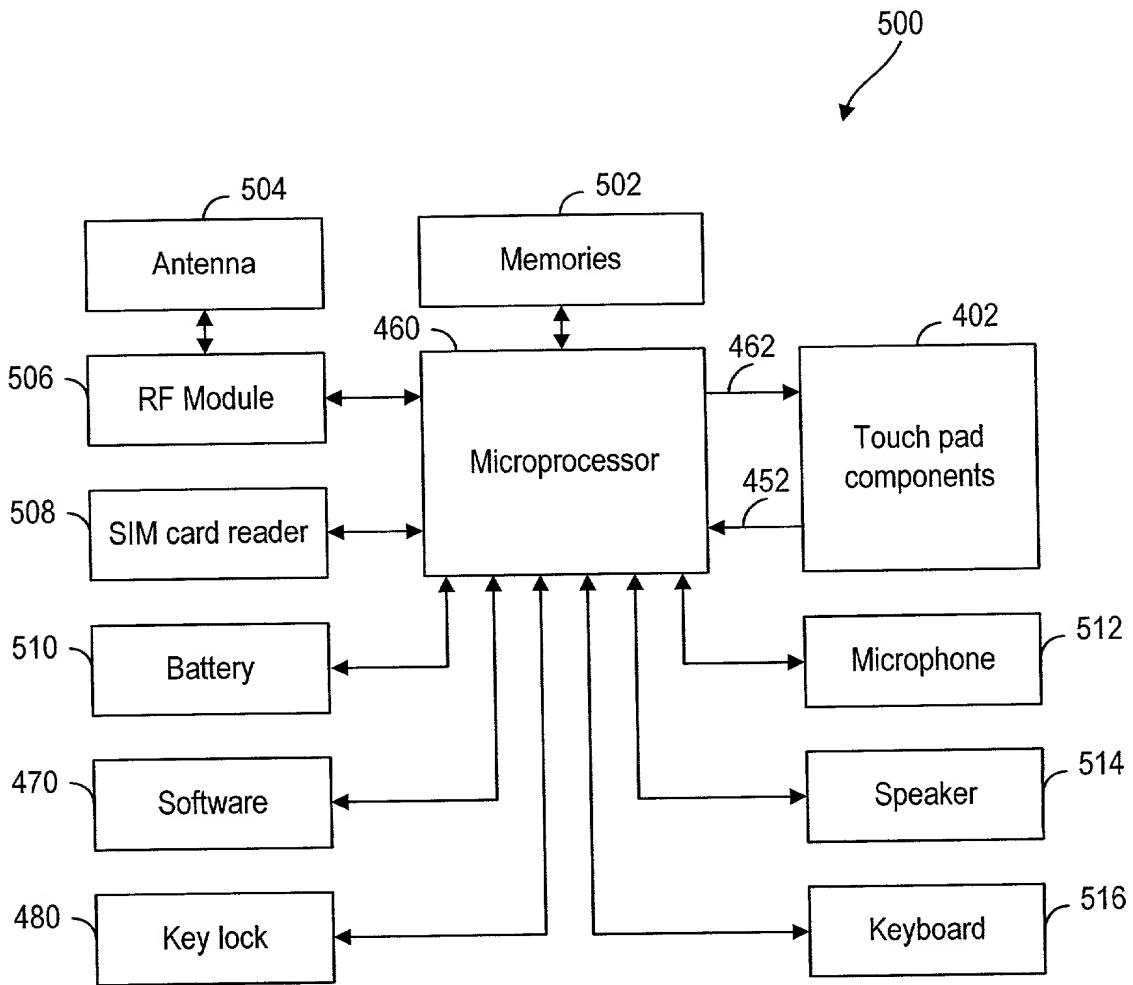 500
504
502
Antenna
Memories
460
462
402
506
RF Module
Microprocessor
Touch pad
components
452
508
SIM card reader
510
Battery
Microphone
512
470
Software
Speaker
514
480
Key lock
Keyboard
516